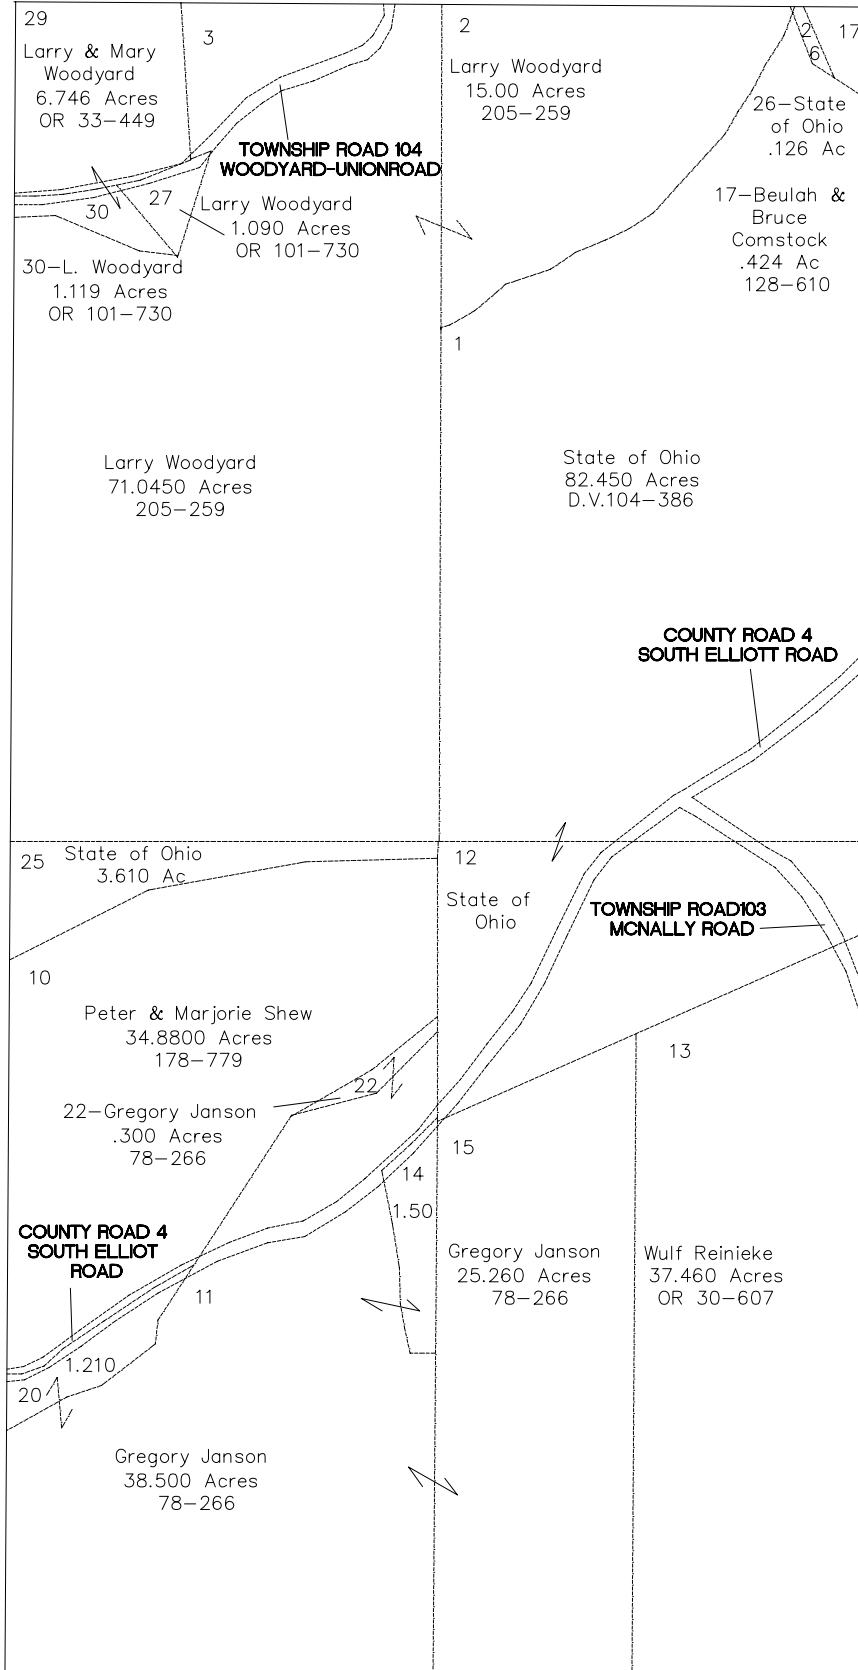 29
Larry & Mary
Woodyard
6.746 Acres
OR 33-449
3
2
Larry Woodyard
15.00 Acres
205-259
2
6
17
26-State
of Ohio
.126 Ac
17-Beulah &
Bruce
Comstock
.424 Ac
128-610
TOWNSHIP ROAD 104
WOODYARD-UNIONROAD
27
30
Larry Woodyard
1.090 Acres
OR 101-730
30-L. Woodyard
1.119 Acres
OR 101-730
1
Larry Woodyard
71.0450 Acres
205-259
State of Ohio
82.450 Acres
D.V.104-386
COUNTY ROAD 4
SOUTH ELLIOTT ROAD
25
State of Ohio
3.610 Ac
12
State of
Ohio
TOWNSHIP ROAD103
MCNALLY ROAD
10
Peter & Marjorie Shew
34.8800 Acres
178-779
13
22
22-Gregory Janson
.300 Acres
78-266
15
14
1.50
COUNTY ROAD 4
SOUTH ELLIOT
ROAD
11
Gregory Janson
25.260 Acres
78-266
Wulf Reinieke
37.460 Acres
OR 30-607
1.210
20
Gregory Janson
38.500 Acres
78-266